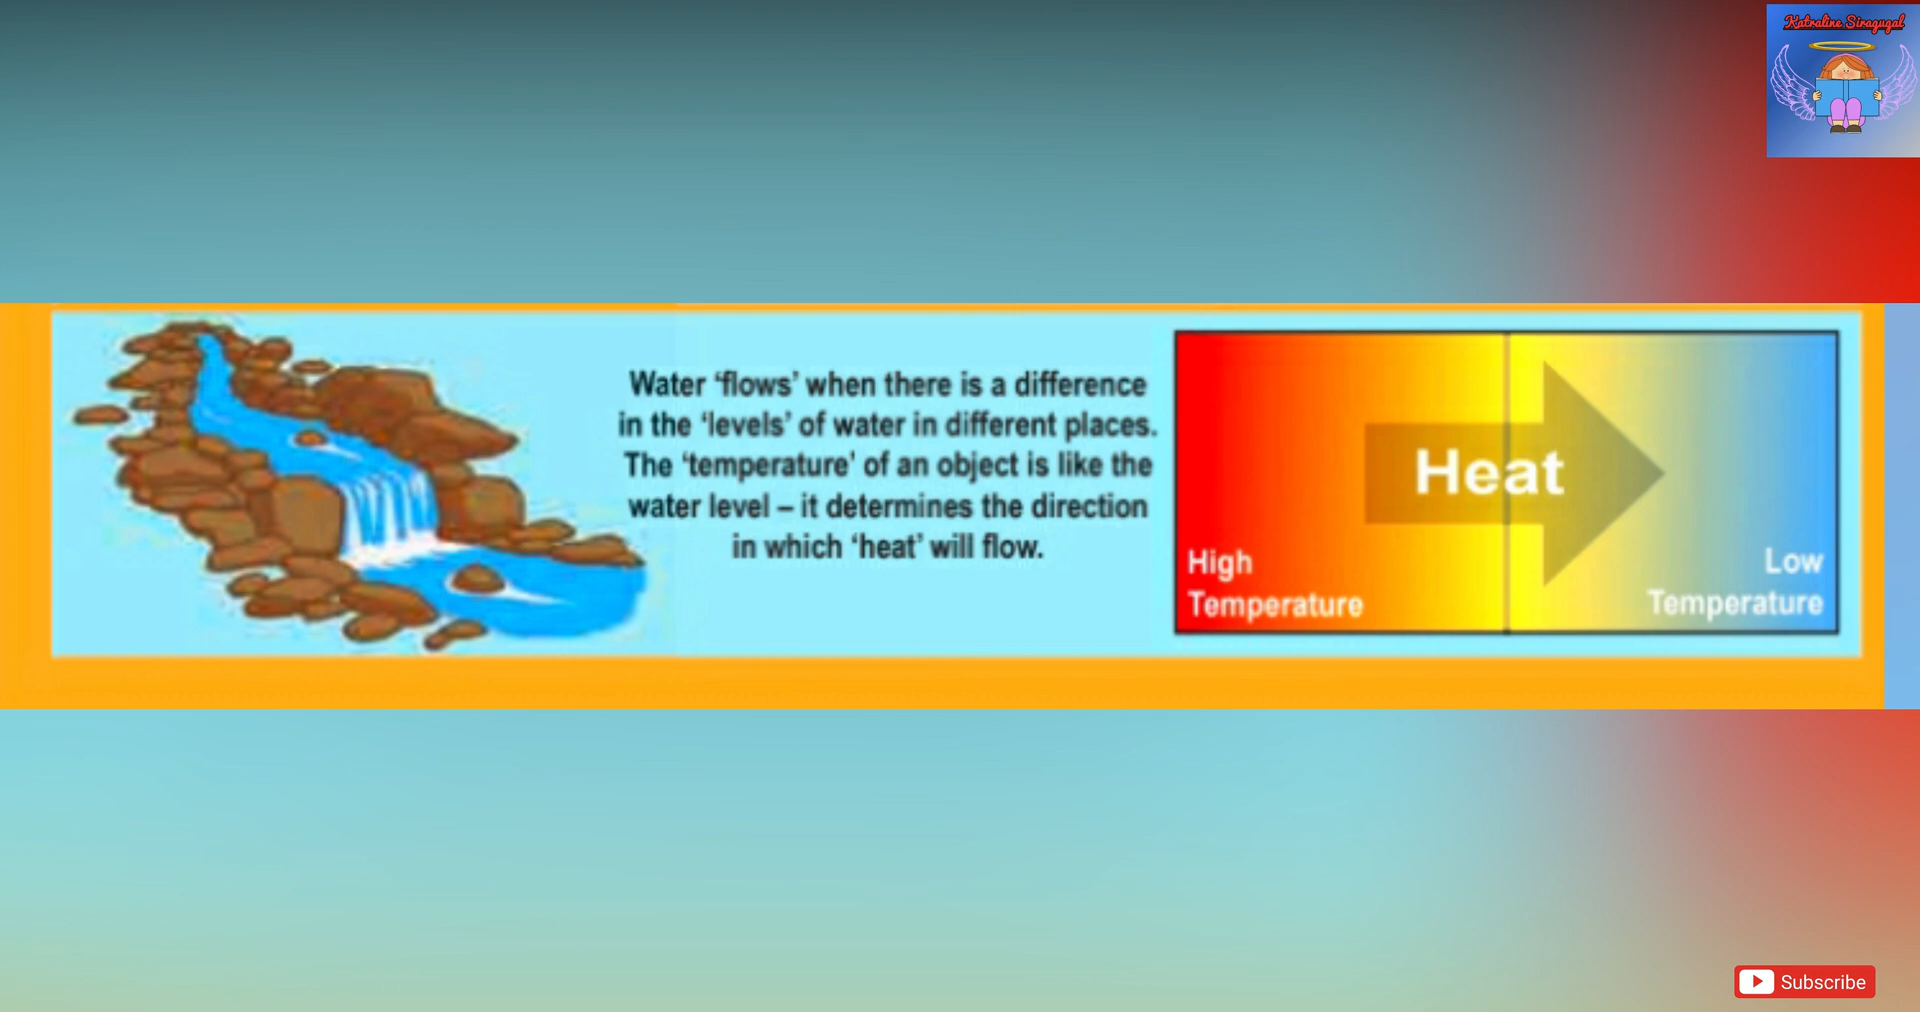 Katraline Siragugal
Water ‘flows’ when there is a difference
in the ‘levels’ of water in different places.
The ‘temperature’ of an object is like the
water level – it determines the direction
in which ‘heat’ will flow.
Heat
High
Temperature
Low
Temperature
Subscribe